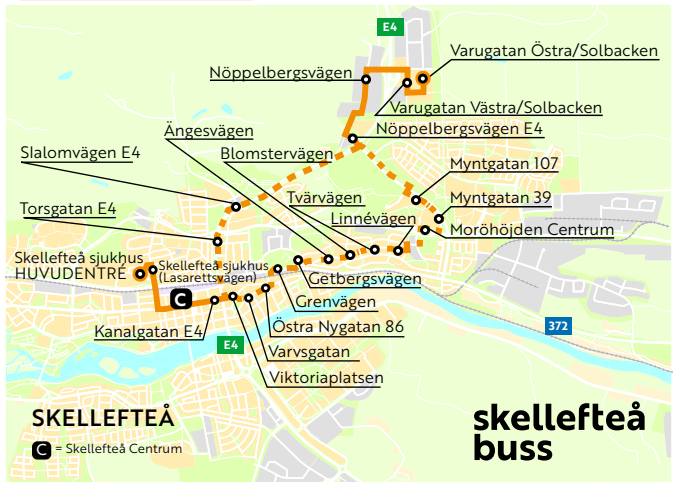 E4
Varugatan Östra/Solbacken
Nöppelbergsvägen
Varugatan Västra/Solbacken
Ängesvägen
Nöppelbergsvägen E4
Slalomvägen E4
Blomstervägen
Myntgatan 107
Tvärvägen
Myntgatan 39
Torsgatan E4
Linnévägen
Moröhöjden Centrum
Skellefteå sjukhus
HUVUDENTRÉ
Skellefteå sjukhus
(Lasarettsvägen)
Getbergsvägen
C
Grenvägen
Kanalgatan E4
Östra Nygatan 86
372
E4
Varvsgatan
Viktoriaplatsen
SKELLEFTEÅ
C = Skellefteå Centrum
skellefteå
buss